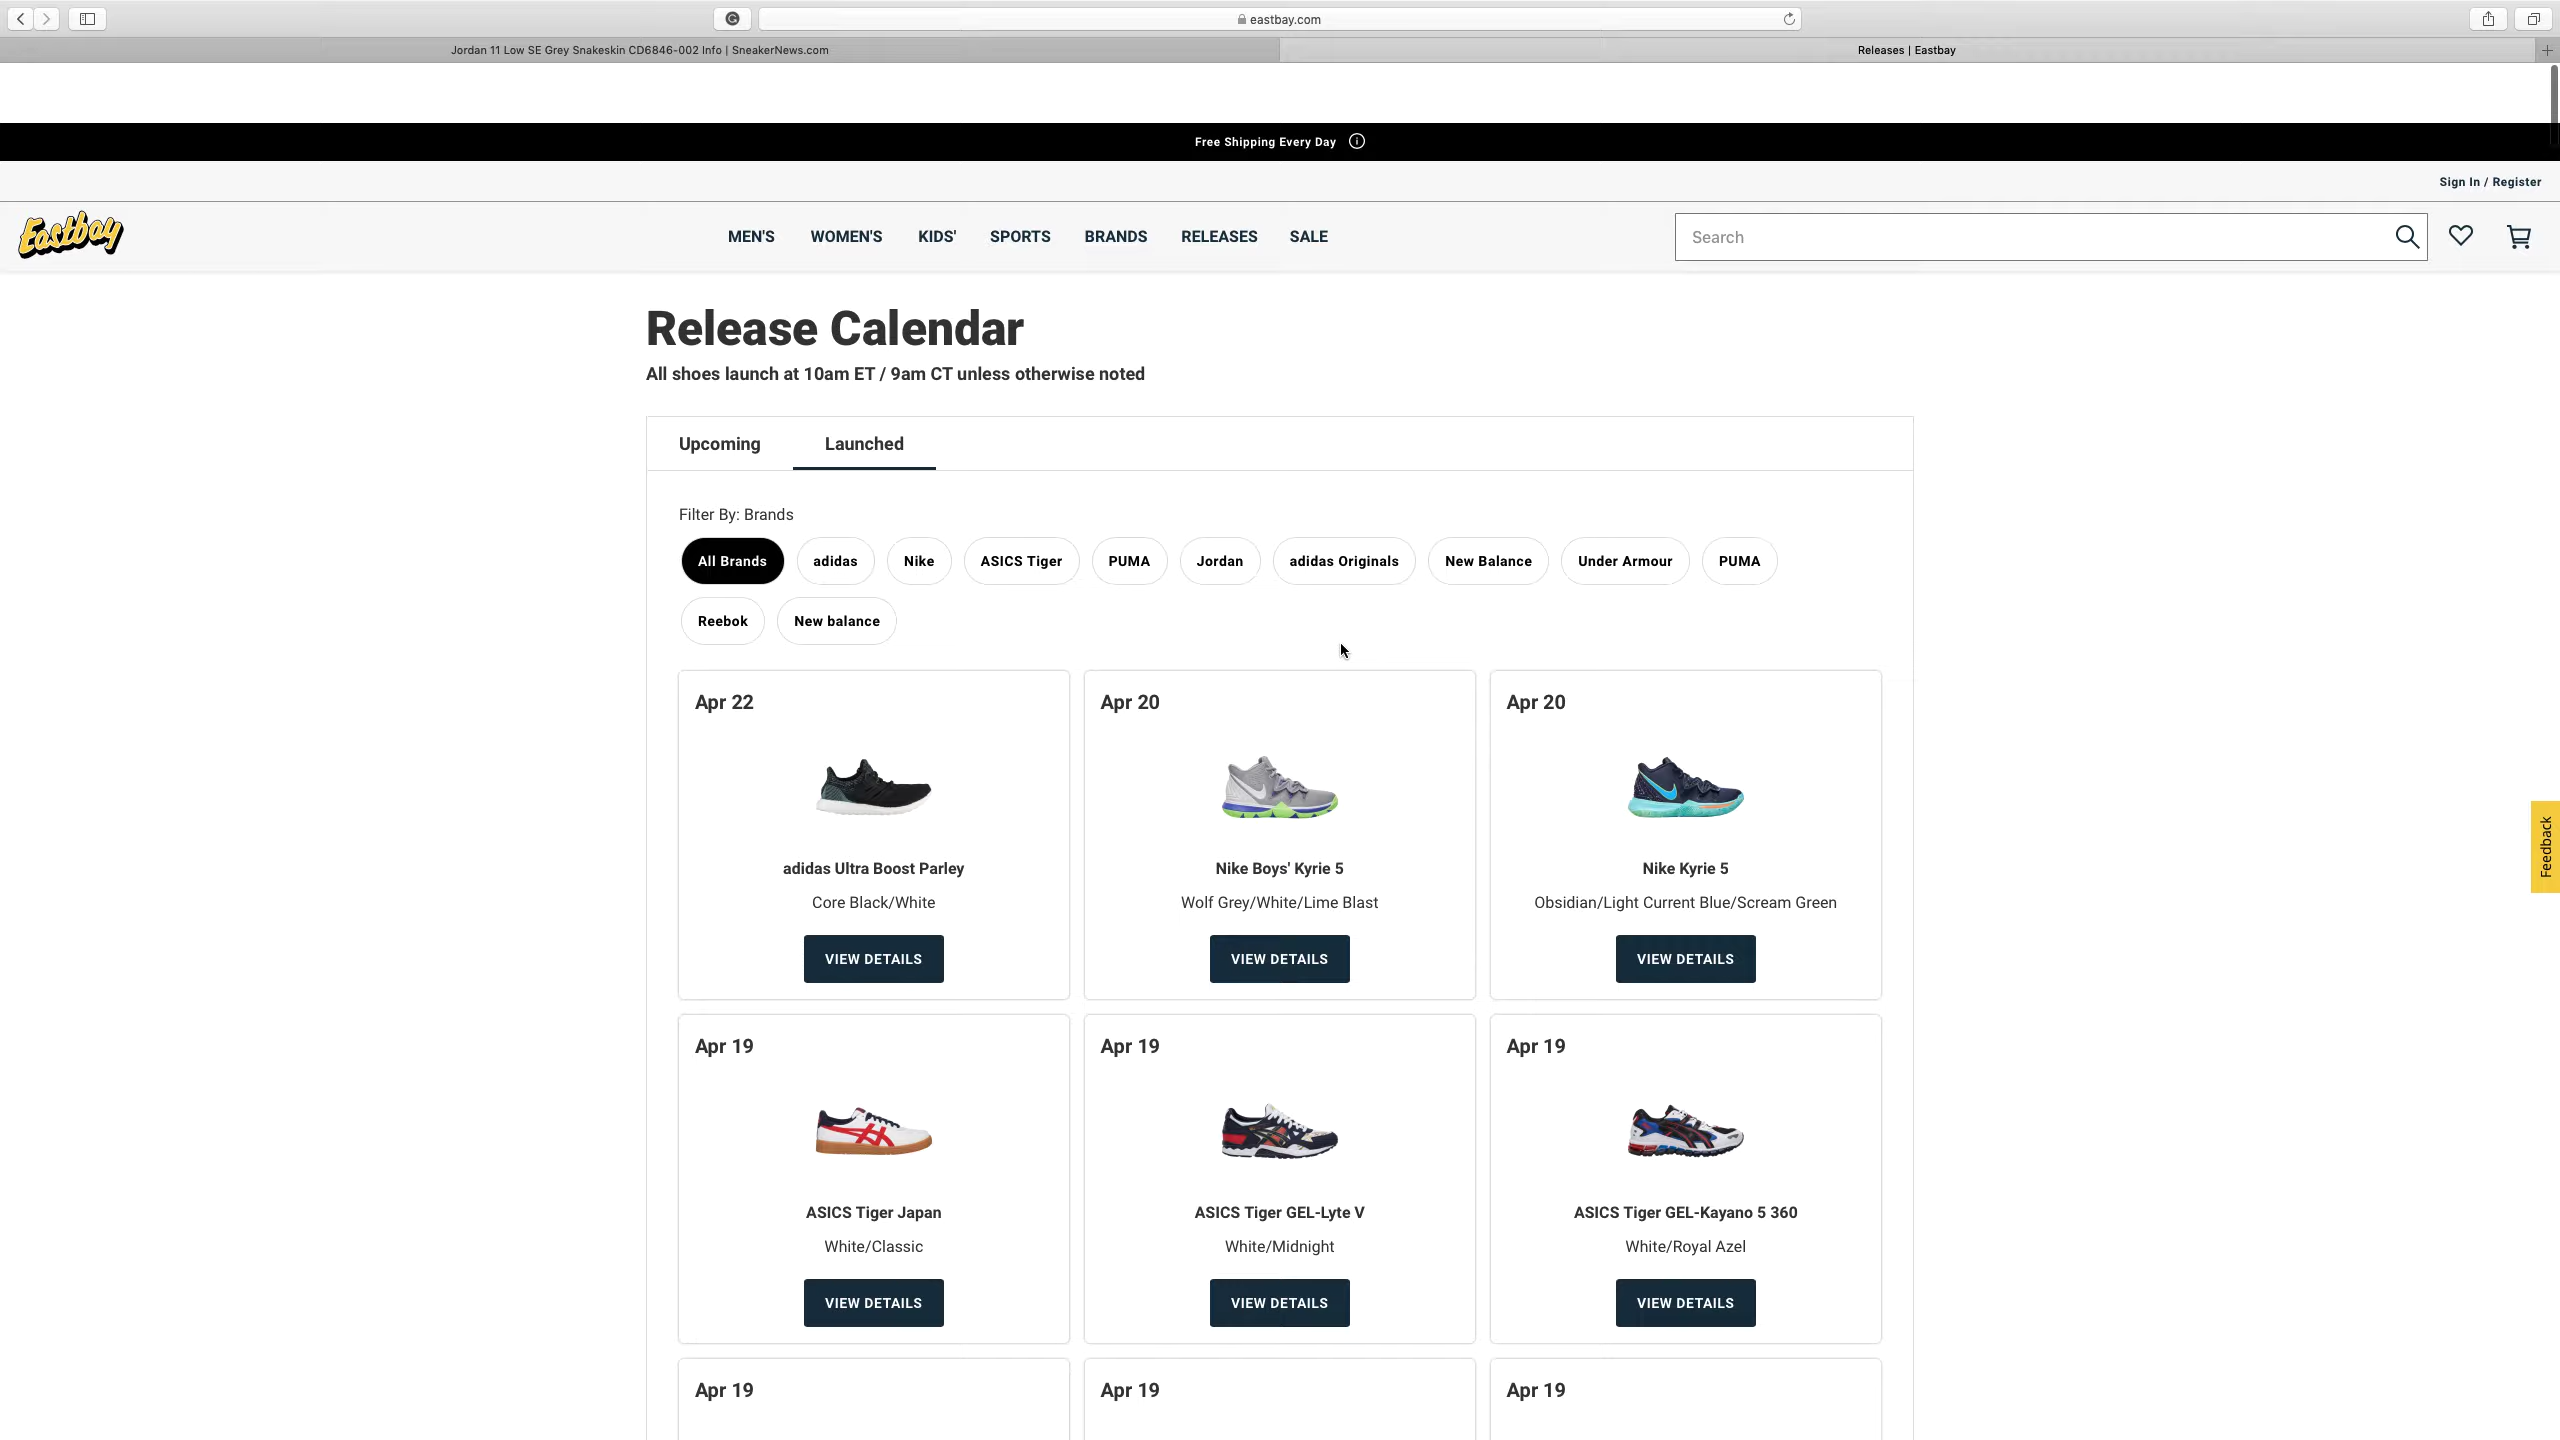 eastbay.com
Jordan 11 Low SE Grey Snakeskin CD6846-002 Info | SneakerNews.com
Releases | Eastbay
Free Shipping Every Day
Sign In / Register
Eastbay
MEN'S WOMEN'S KIDS' SPORTS BRANDS RELEASES SALE
Search
Release Calendar
All shoes launch at 10am ET / 9am CT unless otherwise noted
Upcoming Launched
Filter By: Brands
All Brands adidas Nike ASICS Tiger PUMA Jordan adidas Originals New Balance Under Armour PUMA
Reebok New balance
Apr 22
adidas Ultra Boost Parley
Core Black/White
VIEW DETAILS
Apr 20
Nike Boys' Kyrie 5
Wolf Grey/White/Lime Blast
VIEW DETAILS
Apr 20
Nike Kyrie 5
Obsidian/Light Current Blue/Scream Green
VIEW DETAILS
Feedback
Apr 19
ASICS Tiger Japan
White/Classic
VIEW DETAILS
Apr 19
ASICS Tiger GEL-Lyte V
White/Midnight
VIEW DETAILS
Apr 19
ASICS Tiger GEL-Kayano 5 360
White/Royal Azel
VIEW DETAILS
Apr 19
Apr 19
Apr 19